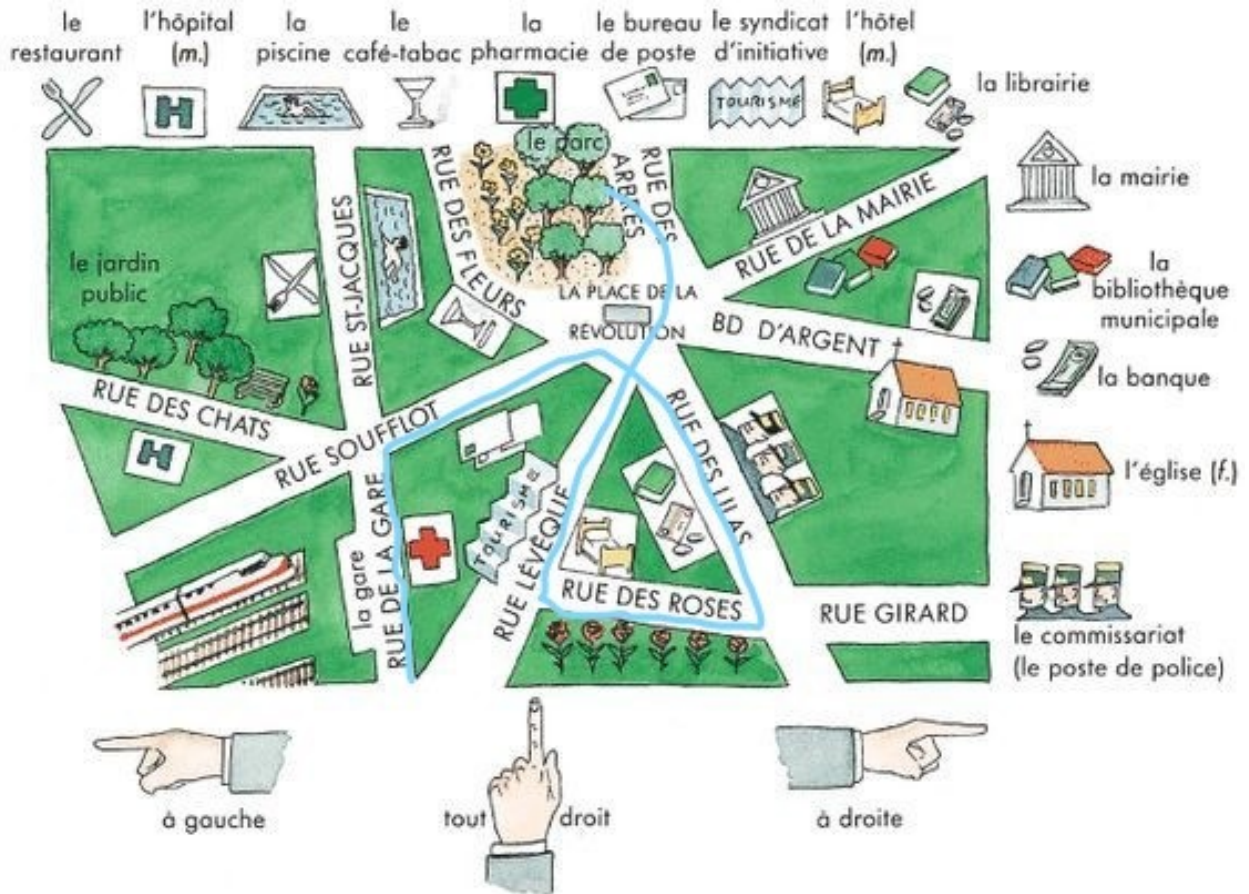 le
restaurant
l'hôpital
(m.)
la
piscine
le
café-tabac
la
pharmacie
le bureau
de poste
le syndicat
d'initiative
l'hôtel
(m.)
la librairie
H
TOURISME
la mairie
la
bibliothèque
municipale
la banque
l'église (f.)
le commissariat
(le poste de police)
le parc
RUE DES FLEURS
RUE DES
ARBRES
RUE ST-JACQUES
RUE DE LA MAIRIE
le jardin
public
LA PLACE DE LA
RÉVOLUTION
BD D'ARGENT
RUE DES CHATS
H
RUE SOUFFLOT
RUE DES LILAS
TOURISME
RUE LÉVÊQUE
la gare
RUE DE LA GARE
RUE DES ROSES
RUE GIRARD
à gauche
tout droit
à droite